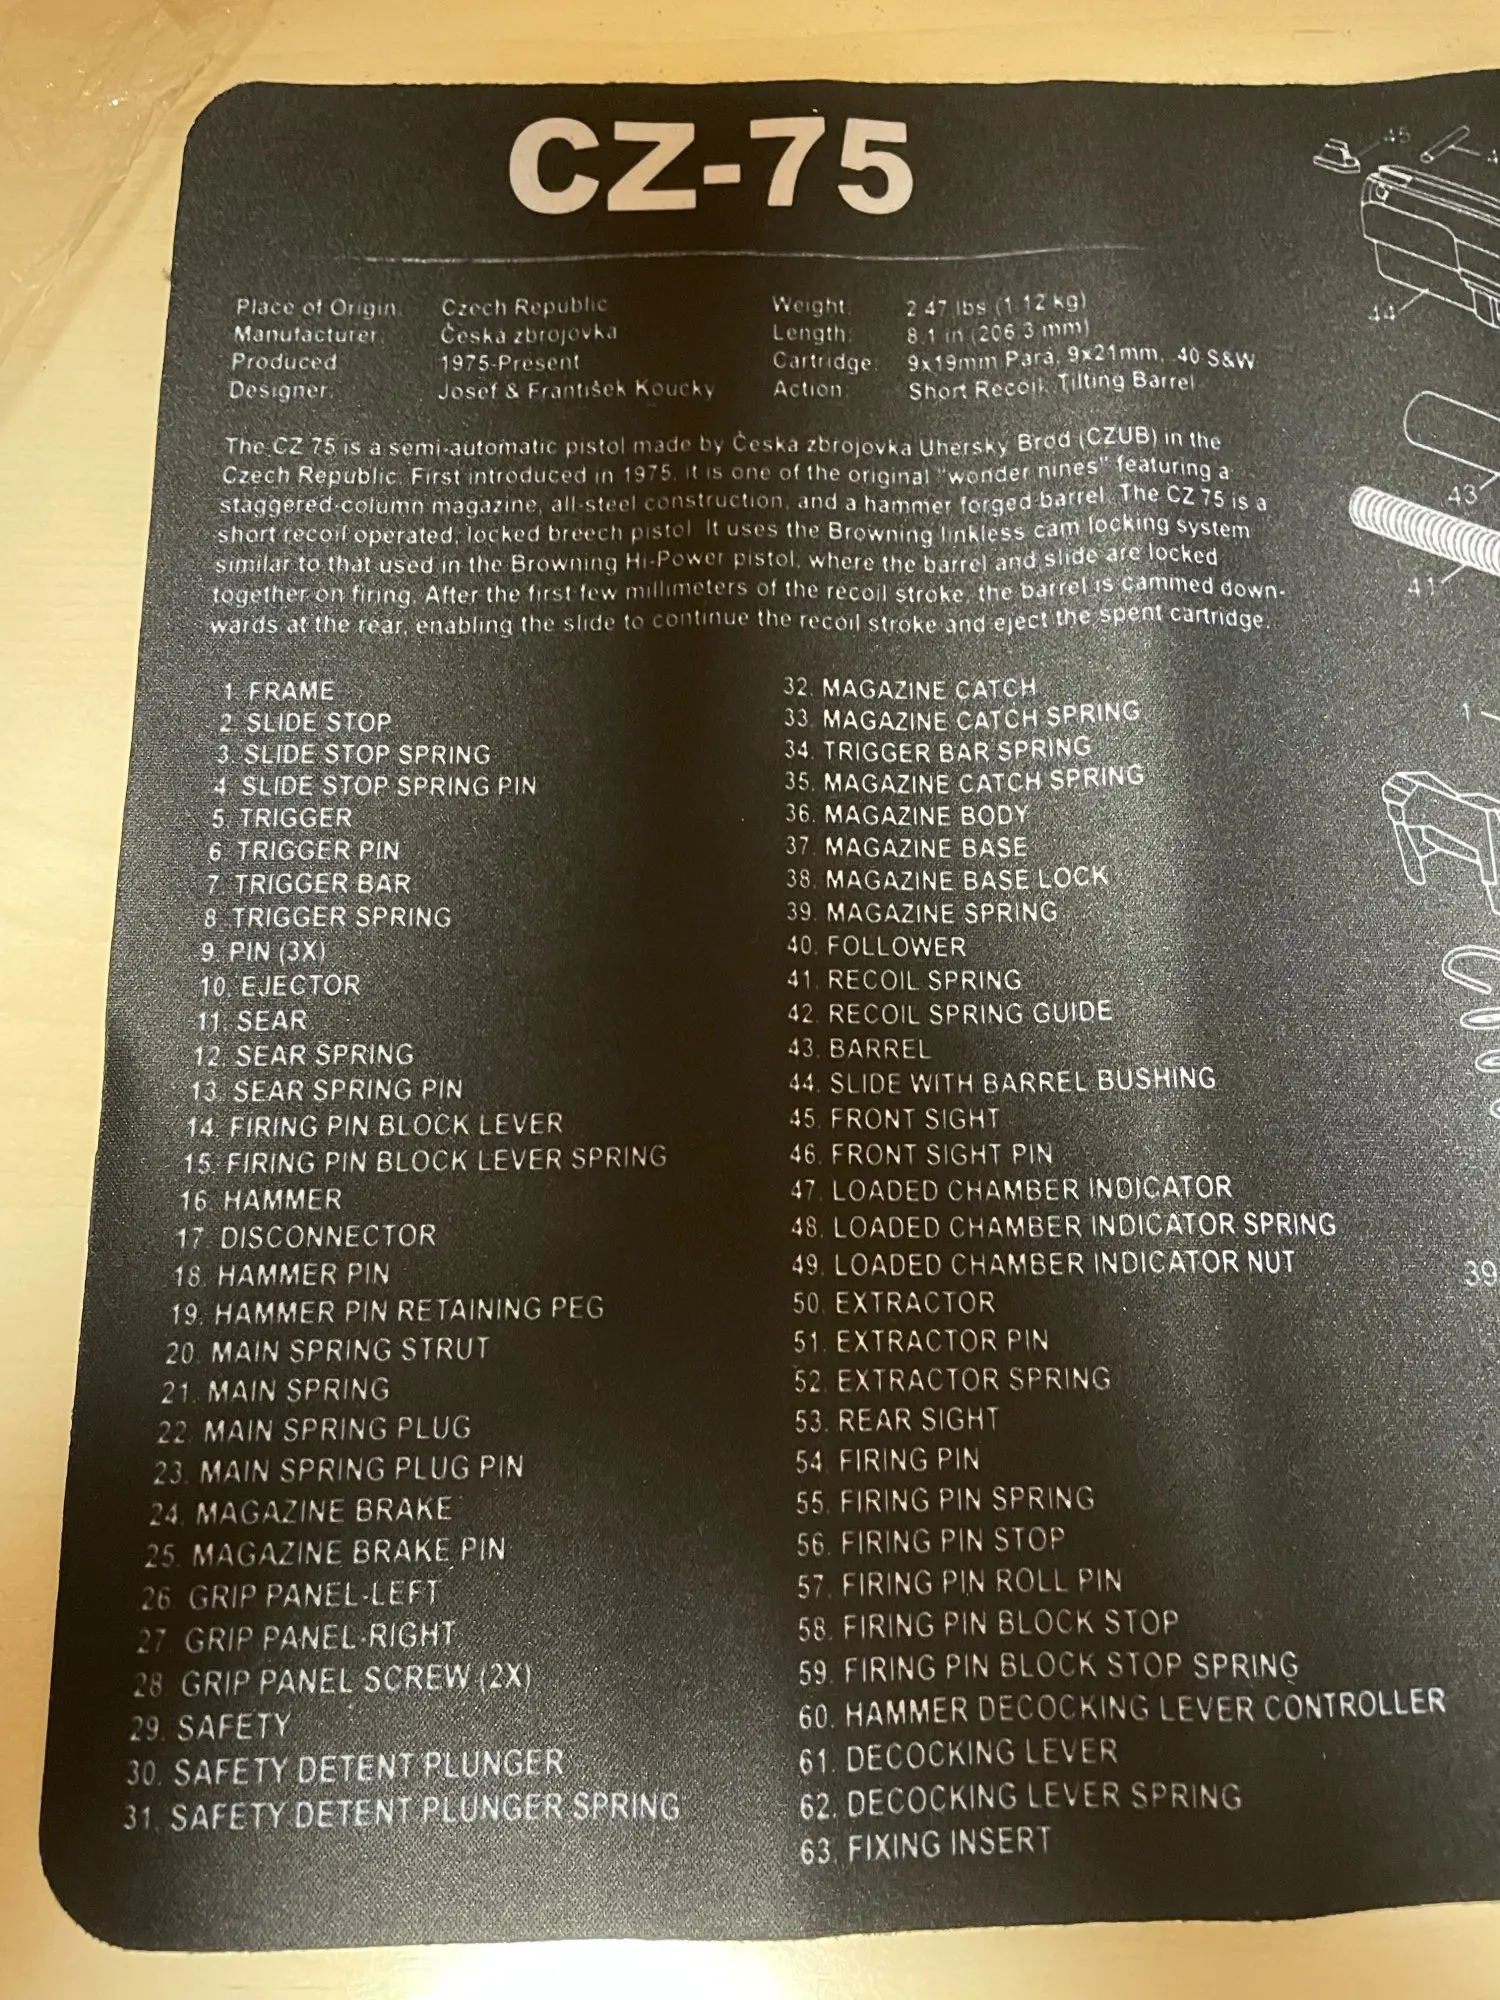 CZ-75
Place of Origin: Czech Republic
Manufacturer: Česka zbrojovka
Produced 1975-Present
Designer: Josef & František Koucky
Weight: 2.47 lbs (1.12 kg)
Length: 8.1 in (206.3 mm)
Cartridge: 9x19mm Para, 9x21mm, .40 S&W
Action: Short Recoil, Tilting Barrel
The CZ 75 is a semi-automatic pistol made by Česka zbrojovka Uhersky Brod (CZUB) in the
Czech Republic. First introduced in 1975, it is one of the original "wonder nines" featuring a
staggered-column magazine, all-steel construction, and a hammer forged barrel. The CZ 75 is a
short recoil operated, locked breech pistol. It uses the Browning linkless cam locking system
similar to that used in the Browning Hi-Power pistol, where the barrel and slide are locked
together on firing. After the first few millimeters of the recoil stroke, the barrel is cammed down-
wards at the rear, enabling the slide to continue the recoil stroke and eject the spent cartridge.
1. FRAME
2. SLIDE STOP
3. SLIDE STOP SPRING
4. SLIDE STOP SPRING PIN
5. TRIGGER
6. TRIGGER PIN
7. TRIGGER BAR
8. TRIGGER SPRING
9. PIN (3X)
10. EJECTOR
11. SEAR
12. SEAR SPRING
13. SEAR SPRING PIN
14. FIRING PIN BLOCK LEVER
15. FIRING PIN BLOCK LEVER SPRING
16. HAMMER
17. DISCONNECTOR
18. HAMMER PIN
19. HAMMER PIN RETAINING PEG
20. MAIN SPRING STRUT
21. MAIN SPRING
22. MAIN SPRING PLUG
23. MAIN SPRING PLUG PIN
24. MAGAZINE BRAKE
25. MAGAZINE BRAKE PIN
26. GRIP PANEL-LEFT
27. GRIP PANEL-RIGHT
28. GRIP PANEL SCREW (2X)
29. SAFETY
30. SAFETY DETENT PLUNGER
31. SAFETY DETENT PLUNGER SPRING
32. MAGAZINE CATCH
33. MAGAZINE CATCH SPRING
34. TRIGGER BAR SPRING
35. MAGAZINE CATCH SPRING
36. MAGAZINE BODY
37. MAGAZINE BASE
38. MAGAZINE BASE LOCK
39. MAGAZINE SPRING
40. FOLLOWER
41. RECOIL SPRING
42. RECOIL SPRING GUIDE
43. BARREL
44. SLIDE WITH BARREL BUSHING
45. FRONT SIGHT
46. FRONT SIGHT PIN
47. LOADED CHAMBER INDICATOR
48. LOADED CHAMBER INDICATOR SPRING
49. LOADED CHAMBER INDICATOR NUT
50. EXTRACTOR
51. EXTRACTOR PIN
52. EXTRACTOR SPRING
53. REAR SIGHT
54. FIRING PIN
55. FIRING PIN SPRING
56. FIRING PIN STOP
57. FIRING PIN ROLL PIN
58. FIRING PIN BLOCK STOP
59. FIRING PIN BLOCK STOP SPRING
60. HAMMER DECOCKING LEVER CONTROLLER
61. DECOCKING LEVER
62. DECOCKING LEVER SPRING
63. FIXING INSERT
45
44
43
41
1
39